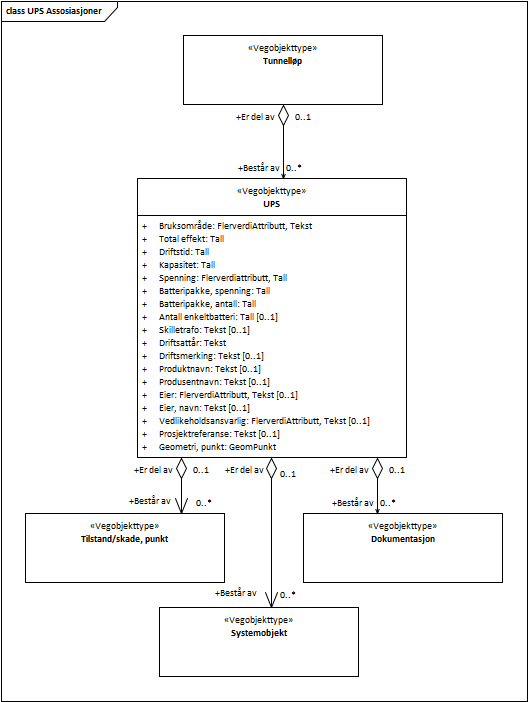 class UPS Assosiasjoner
«Vegobjekttype»
Tunnelløp
+Er del av 0..1
+Består av 0..*
«Vegobjekttype»
UPS
+ Bruksområde: FlerverdiAttributt, Tekst
+ Total effekt: Tall
+ Driftstid: Tall
+ Kapasitet: Tall
+ Spenning: Flerverdiattributt, Tall
+ Batteripakke, spenning: Tall
+ Batteripakke, antall: Tall
+ Antall enkeltbatteri: Tall [0..1]
+ Skilletrafo: Tekst [0..1]
+ Driftsattår: Tekst
+ Driftsmerking: Tekst [0..1]
+ Produktnavn: Tekst [0..1]
+ Produsentnavn: Tekst [0..1]
+ Eier: FlerverdiAttributt, Tekst [0..1]
+ Eier, navn: Tekst [0..1]
+ Vedlikeholdsansvarlig: FlerverdiAttributt, Tekst [0..1]
+ Prosjektreferanse: Tekst [0..1]
+ Geometri, punkt: GeomPunkt
+Er del av 0..1 +Er del av 0..1 +Er del av 0..1
+Består av 0..* +Består av 0..*
«Vegobjekttype»
Tilstand/skade, punkt
«Vegobjekttype»
Dokumentasjon
+Består av 0..*
«Vegobjekttype»
Systemobjekt